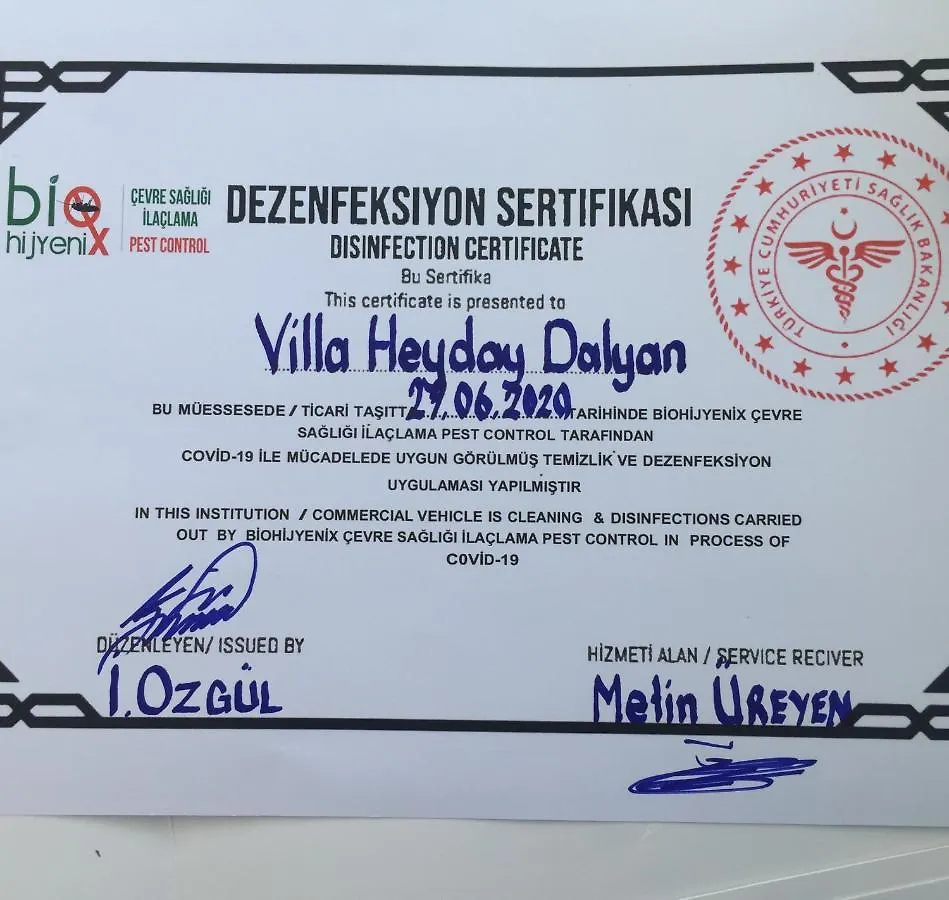 bio
hijyenix
ÇEVRE SAĞLIĞI
İLAÇLAMA
PEST CONTROL
DEZENFEKSIYON SERTIFIKASI
DISINFECTION CERTIFICATE
Bu Sertifika
This certificate is presented to
Villa Heyday Dalyan
BU MÜESSESEDE / TİCARİ TAŞITT 27.06.2020 TARİHİNDE BİOHİJYENİX ÇEVRE
SAĞLIĞI İLAÇLAMA PEST CONTROL TARAFINDAN
COVİD-19 İLE MÜCADELEDE UYGUN GÖRÜLMÜŞ TEMİZLİK VE DEZENFEKSİYON
UYGULAMASI YAPILMIŞTIR
IN THIS INSTITUTION / COMMERCIAL VEHICLE IS CLEANING & DISINFECTIONS CARRIED
OUT BY BİOHİJYENİX ÇEVRE SAĞLIĞI İLAÇLAMA PEST CONTROL IN PROCESS OF
C0VİD-19
TÜRKİYE CUMHURİYETİ SAĞLIK BAKANLIĞI
DÜZENLEYEN/ ISSUED BY
I. OZGÜL
HİZMETİ ALAN / SERVICE RECIVER
Metin ÜREYEN